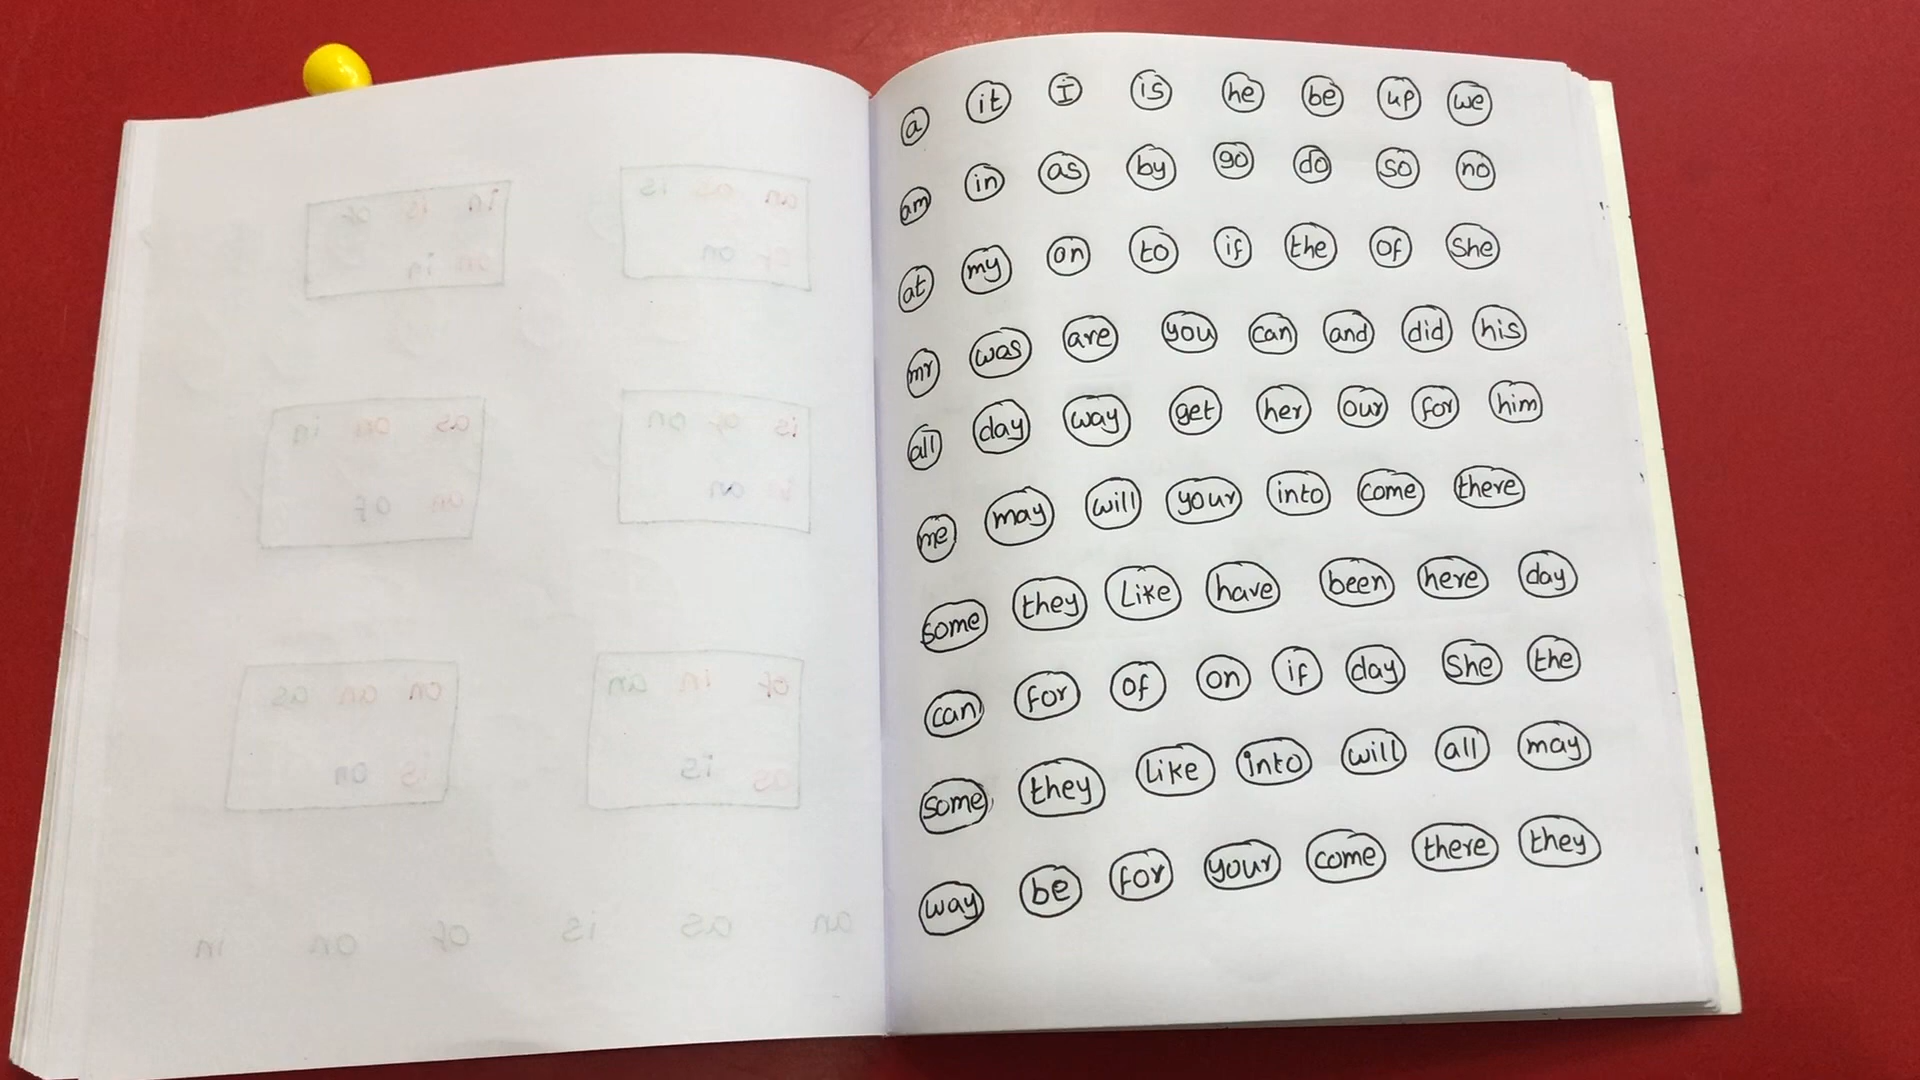 a it I is he be up we
am in as by go do so no
at my on to if the of She
mr was are you can and did his
all day way get her our for him
me may will your into come there
some they Like have been here day
can for of on if day She the
some they Like into will all may
way be for your come there they